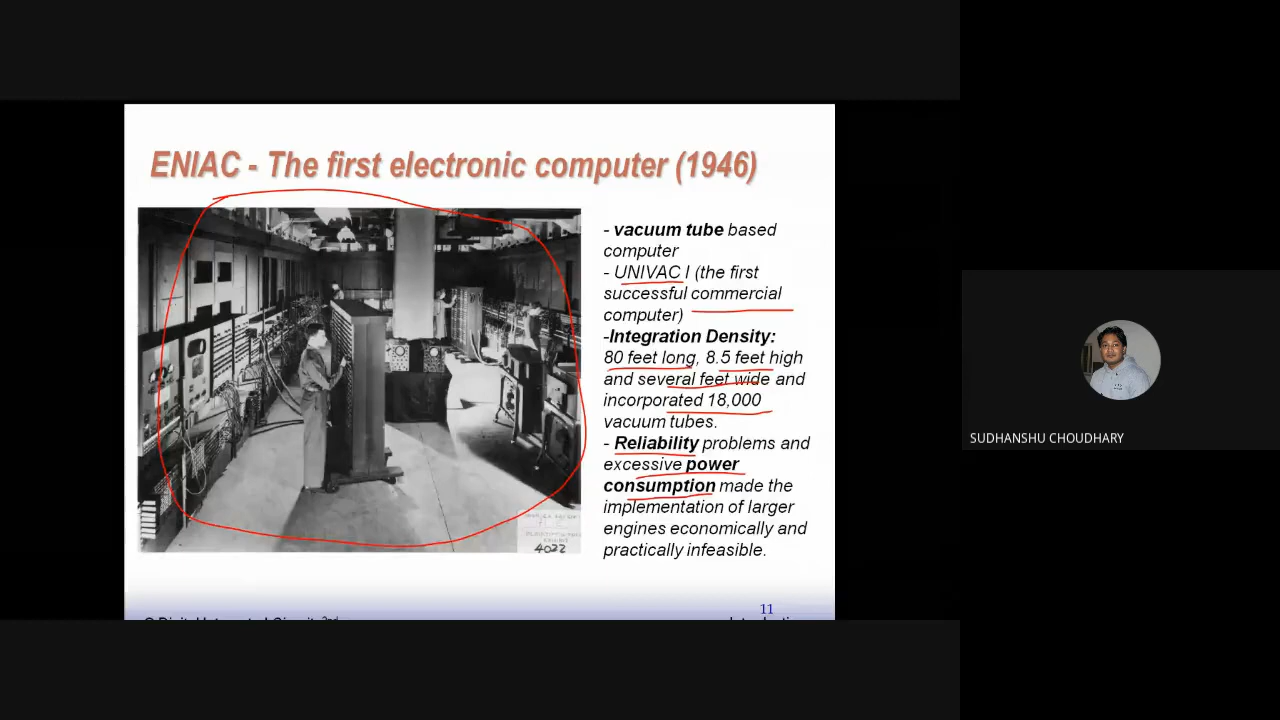 ENIAC - The first electronic computer (1946)
- vacuum tube based
computer
- UNIVAC I (the first
successful commercial
computer)
-Integration Density:
80 feet long, 8.5 feet high
and several feet wide and
incorporated 18,000
vacuum tubes.
- Reliability problems and
excessive power
consumption made the
implementation of larger
engines economically and
practically infeasible.
4022
11
SUDHANSHU CHOUDHARY